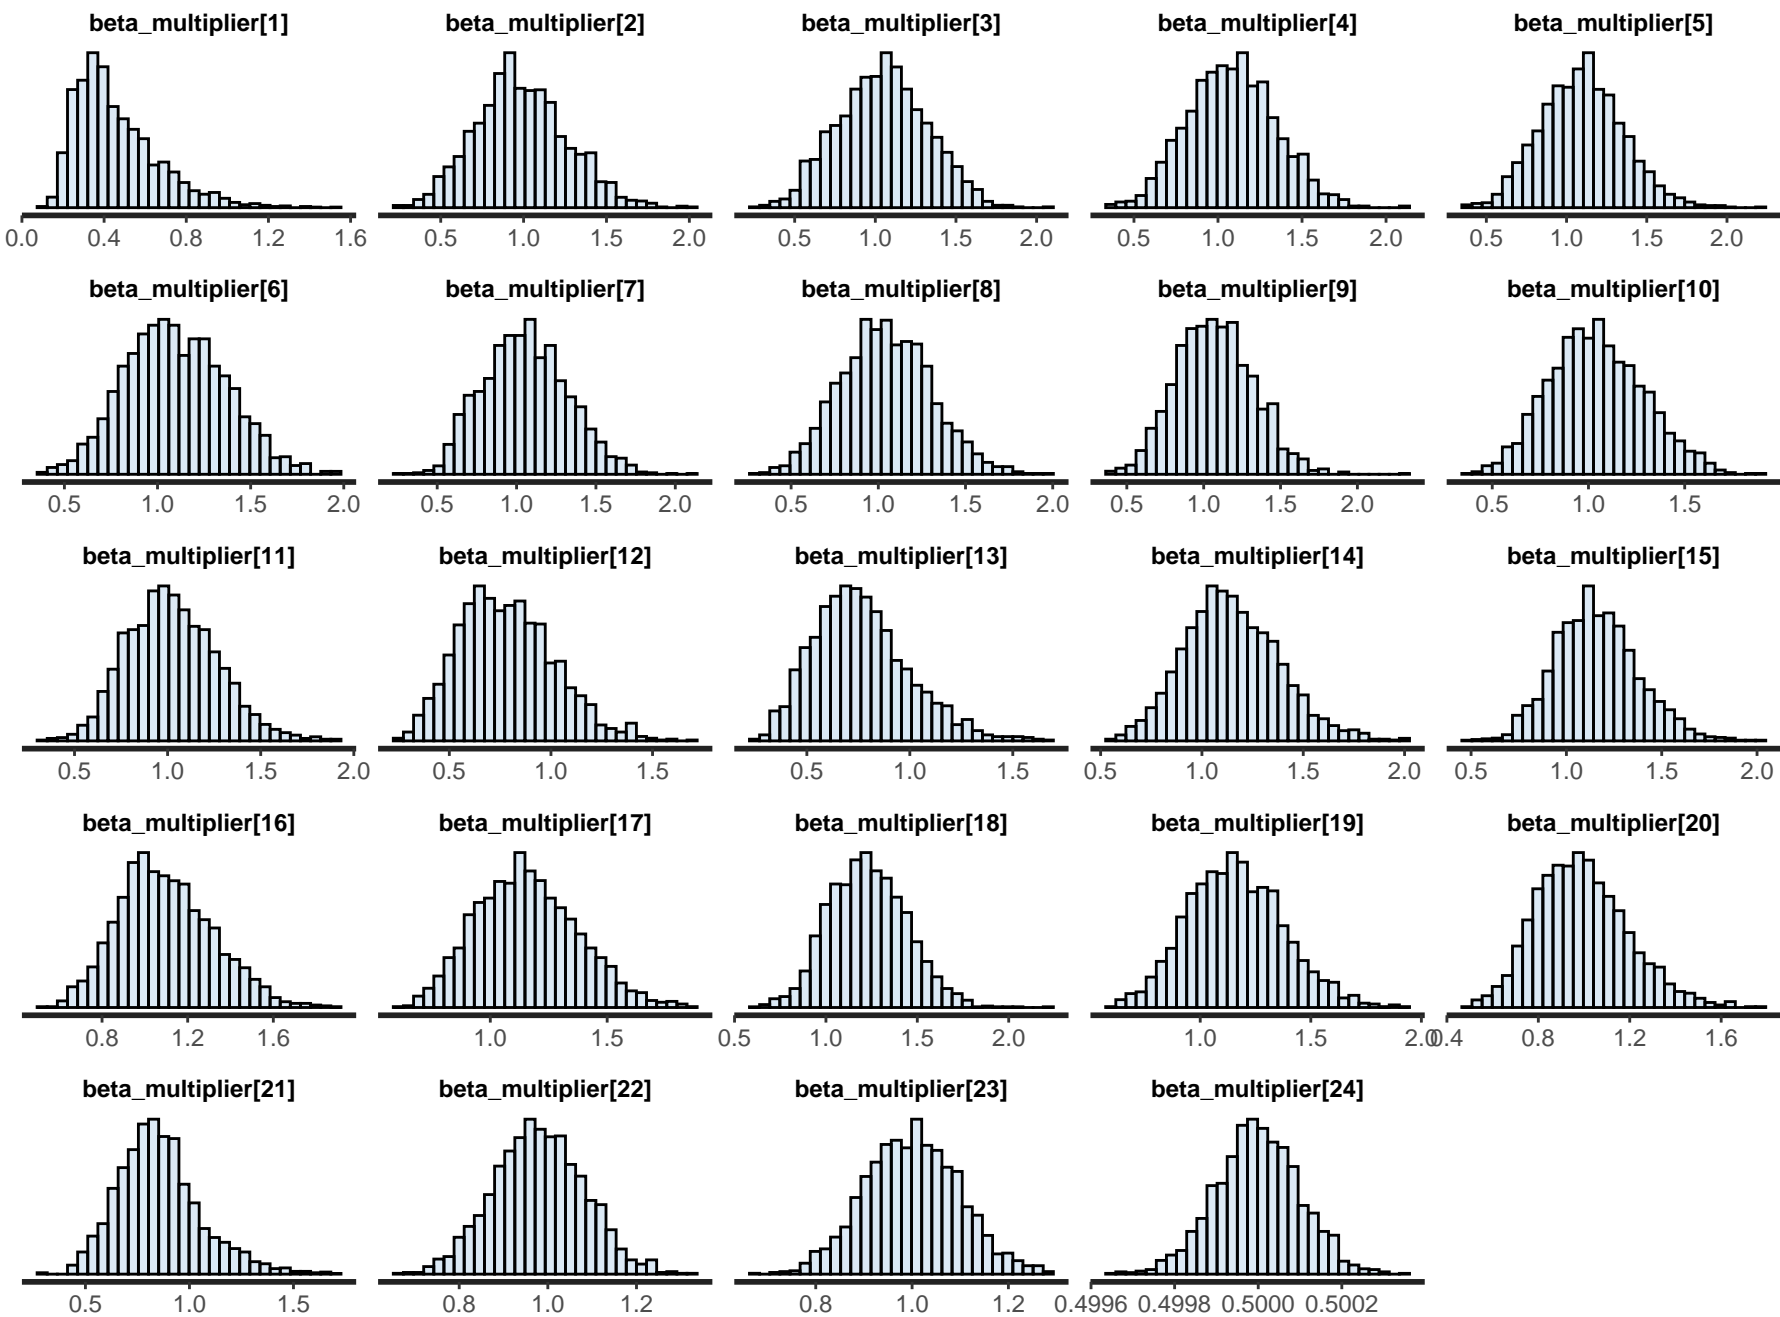 beta_multiplier[1] beta_multiplier[2] beta_multiplier[3] beta_multiplier[4] beta_multiplier[5]
0.0 0.4 0.8 1.2 1.6 0.5 1.0 1.5 2.0 0.5 1.0 1.5 2.0 0.5 1.0 1.5 2.0 0.5 1.0 1.5 2.0
beta_multiplier[6] beta_multiplier[7] beta_multiplier[8] beta_multiplier[9] beta_multiplier[10]
0.5 1.0 1.5 2.0 0.5 1.0 1.5 2.0 0.5 1.0 1.5 2.0 0.5 1.0 1.5 2.0 0.5 1.0 1.5
beta_multiplier[11] beta_multiplier[12] beta_multiplier[13] beta_multiplier[14] beta_multiplier[15]
0.5 1.0 1.5 2.0 0.5 1.0 1.5 0.5 1.0 1.5 0.5 1.0 1.5 2.0 0.5 1.0 1.5 2.0
beta_multiplier[16] beta_multiplier[17] beta_multiplier[18] beta_multiplier[19] beta_multiplier[20]
0.8 1.2 1.6 1.0 1.5 0.5 1.0 1.5 2.0 1.0 1.5 2.0 0.4 0.8 1.2 1.6
beta_multiplier[21] beta_multiplier[22] beta_multiplier[23] beta_multiplier[24]
0.5 1.0 1.5 0.8 1.0 1.2 0.8 1.0 1.2 0.4996 0.4998 0.5000 0.5002